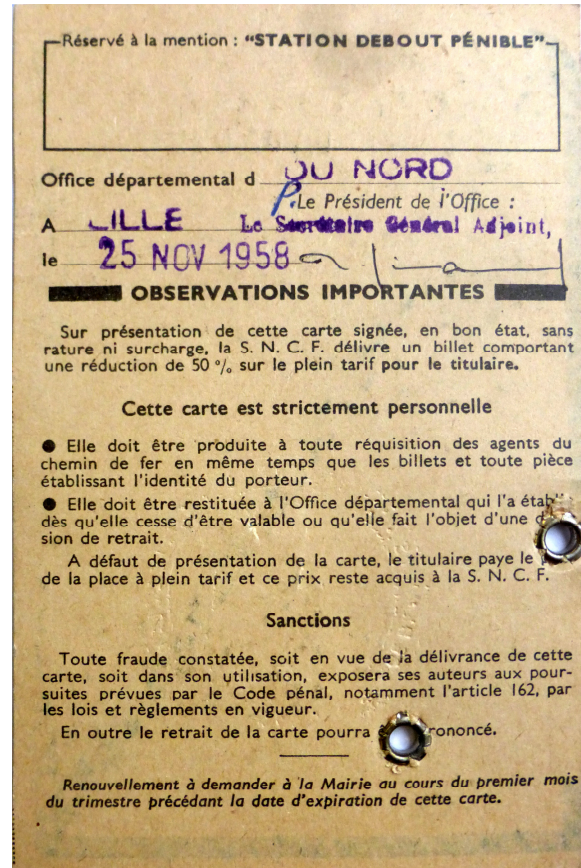 Réservé à la mention : "STATION DEBOUT PÉNIBLE"
Office départemental d DU NORD
P. Le Président de l'Office :
A LILLE Le Secrétaire Général Adjoint,
le 25 NOV 1958
OBSERVATIONS IMPORTANTES
Sur présentation de cette carte signée, en bon état, sans
rature ni surcharge, la S. N. C. F. délivre un billet comportant
une réduction de 50 % sur le plein tarif pour le titulaire.
Cette carte est strictement personnelle
● Elle doit être produite à toute réquisition des agents du
chemin de fer en même temps que les billets et toute pièce
établissant l'identité du porteur.
● Elle doit être restituée à l'Office départemental qui l'a
dès qu'elle cesse d'être valable ou qu'elle fait l'objet d'une
sion de retrait.
A défaut de présentation de la carte, le titulaire paye le
de la place à plein tarif et ce prix reste acquis à la S. N. C. F.
Sanctions
Toute fraude constatée, soit en vue de la délivrance de cette
carte, soit dans son utilisation, exposera ses auteurs aux pour-
suites prévues par le Code pénal, notamment l'article 162, par
les lois et règlements en vigueur.
En outre le retrait de la carte pourra rononcé.
Renouvellement à demander à la Mairie au cours du premier mois
du trimestre précédant la date d'expiration de cette carte.